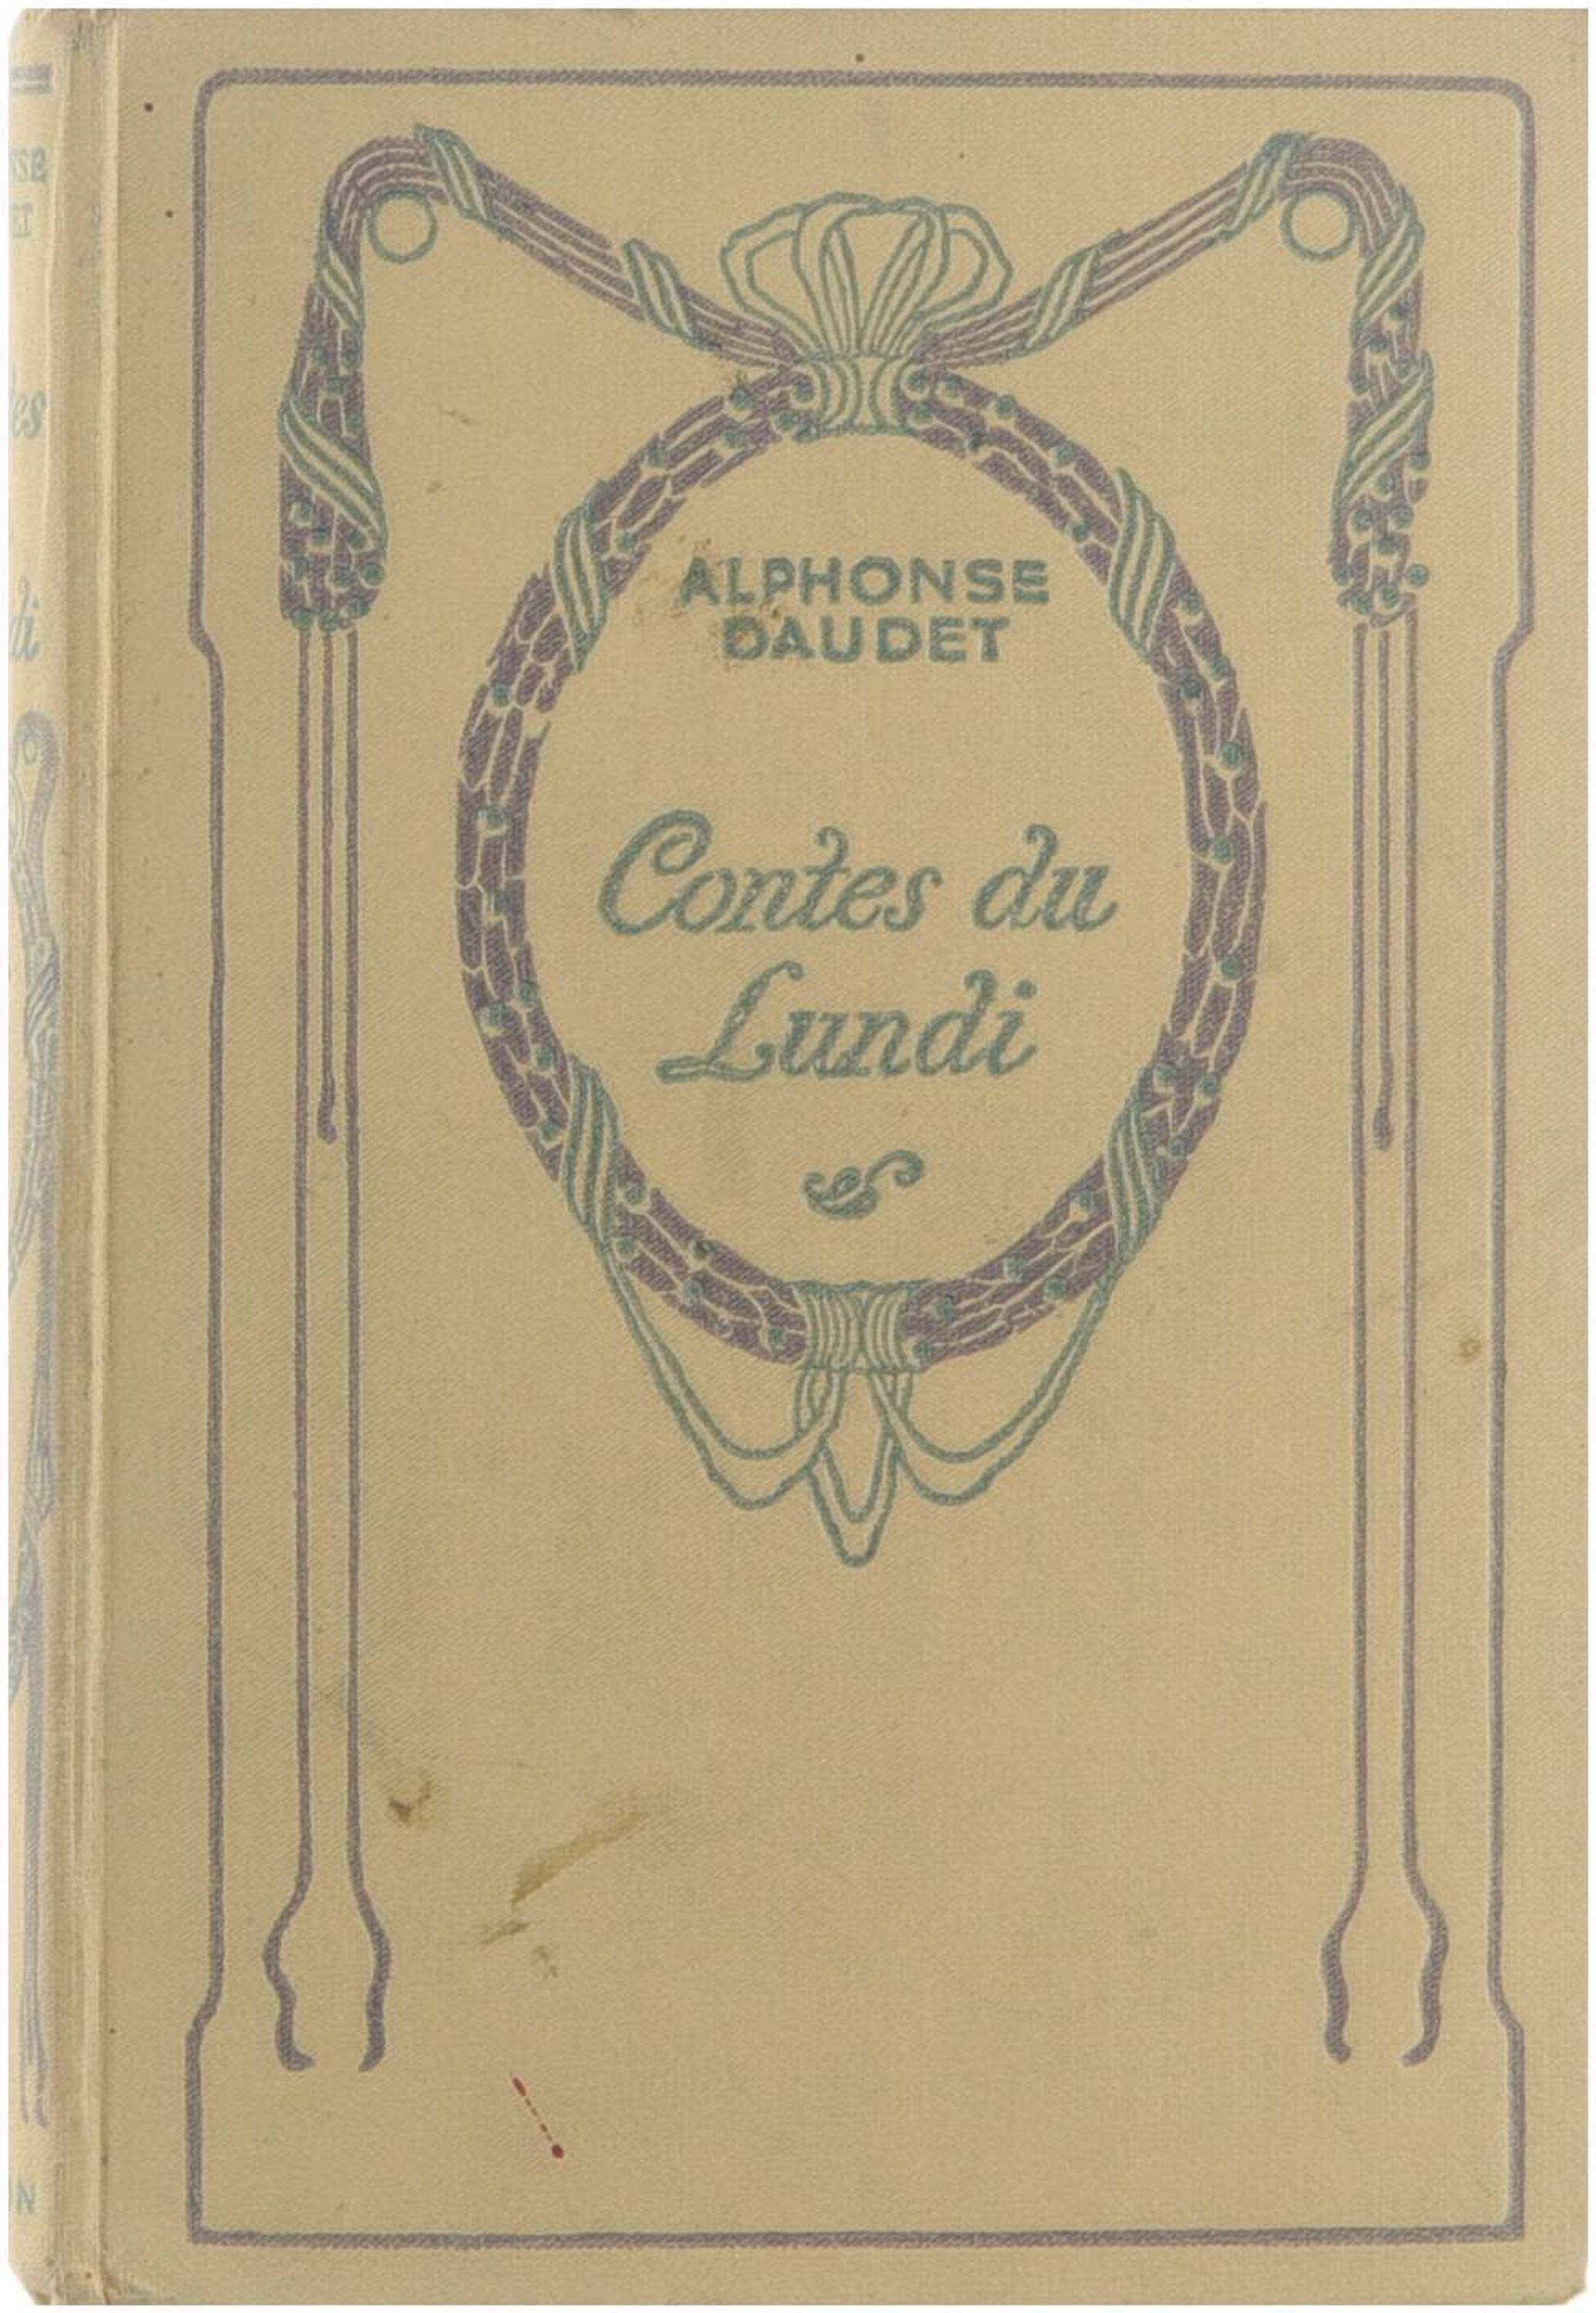 ALPHONSE
DAUDET
Contes du
Lundi